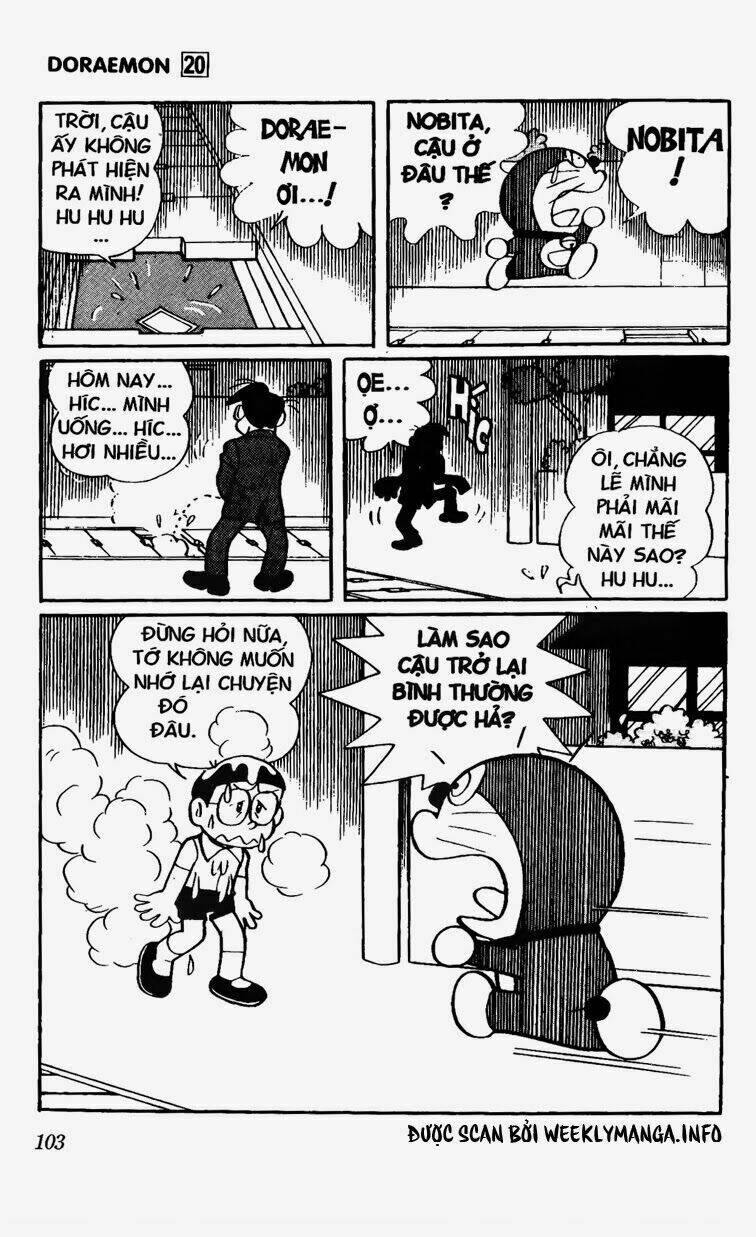 DORAEMON 20
TRỜI, CẬU
ẤY KHÔNG
PHÁT HIỆN
RA MÌNH!
HU HU HU
...
DORAE-
MON
ƠI...!
NOBITA,
CẬU Ở
ĐÂU THẾ
?
NOBITA
!
HÔM NAY...
HÍC... MÌNH
UỐNG... HÍC...
HƠI NHIỀU...
ỌE...
Ợ...
HÍC
ÔI, CHẲNG
LẼ MÌNH
PHẢI MÃI
MÃI THẾ
NÀY SAO?
HU HU...
ĐỪNG HỎI NỮA,
TỚ KHÔNG MUỐN
NHỚ LẠI CHUYỆN
ĐÓ
ĐÂU.
LÀM SAO
CẬU TRỞ LẠI
BÌNH THƯỜNG
ĐƯỢC HẢ?
103
ĐƯỢC SCAN BỞI WEEKLYMANGA.INFO